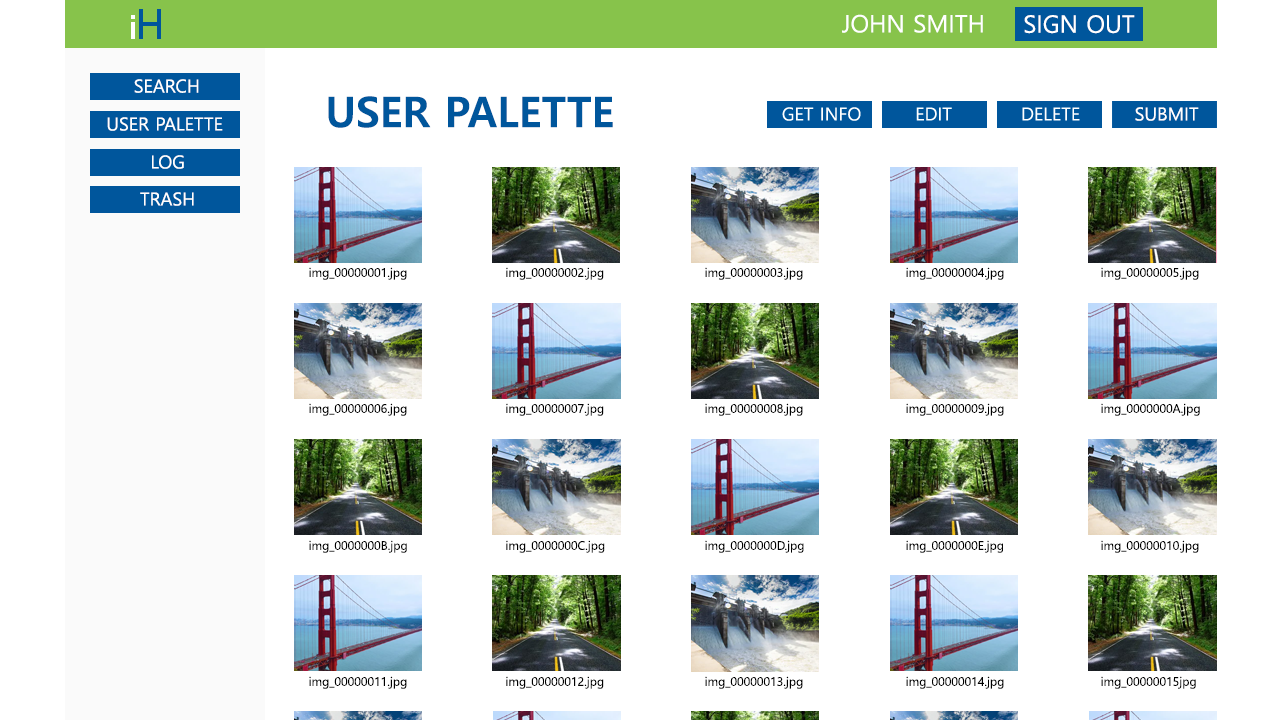 iH
JOHN SMITH
SIGN OUT
SEARCH
USER PALETTE
LOG
TRASH
USER PALETTE
GET INFO
EDIT
DELETE
SUBMIT
img_00000001.jpg
img_00000002.jpg
img_00000003.jpg
img_00000004.jpg
img_00000005.jpg
img_00000006.jpg
img_00000007.jpg
img_00000008.jpg
img_00000009.jpg
img_0000000A.jpg
img_0000000B.jpg
img_0000000C.jpg
img_0000000D.jpg
img_0000000E.jpg
img_00000010.jpg
img_00000011.jpg
img_00000012.jpg
img_00000013.jpg
img_00000014.jpg
img_00000015jpg